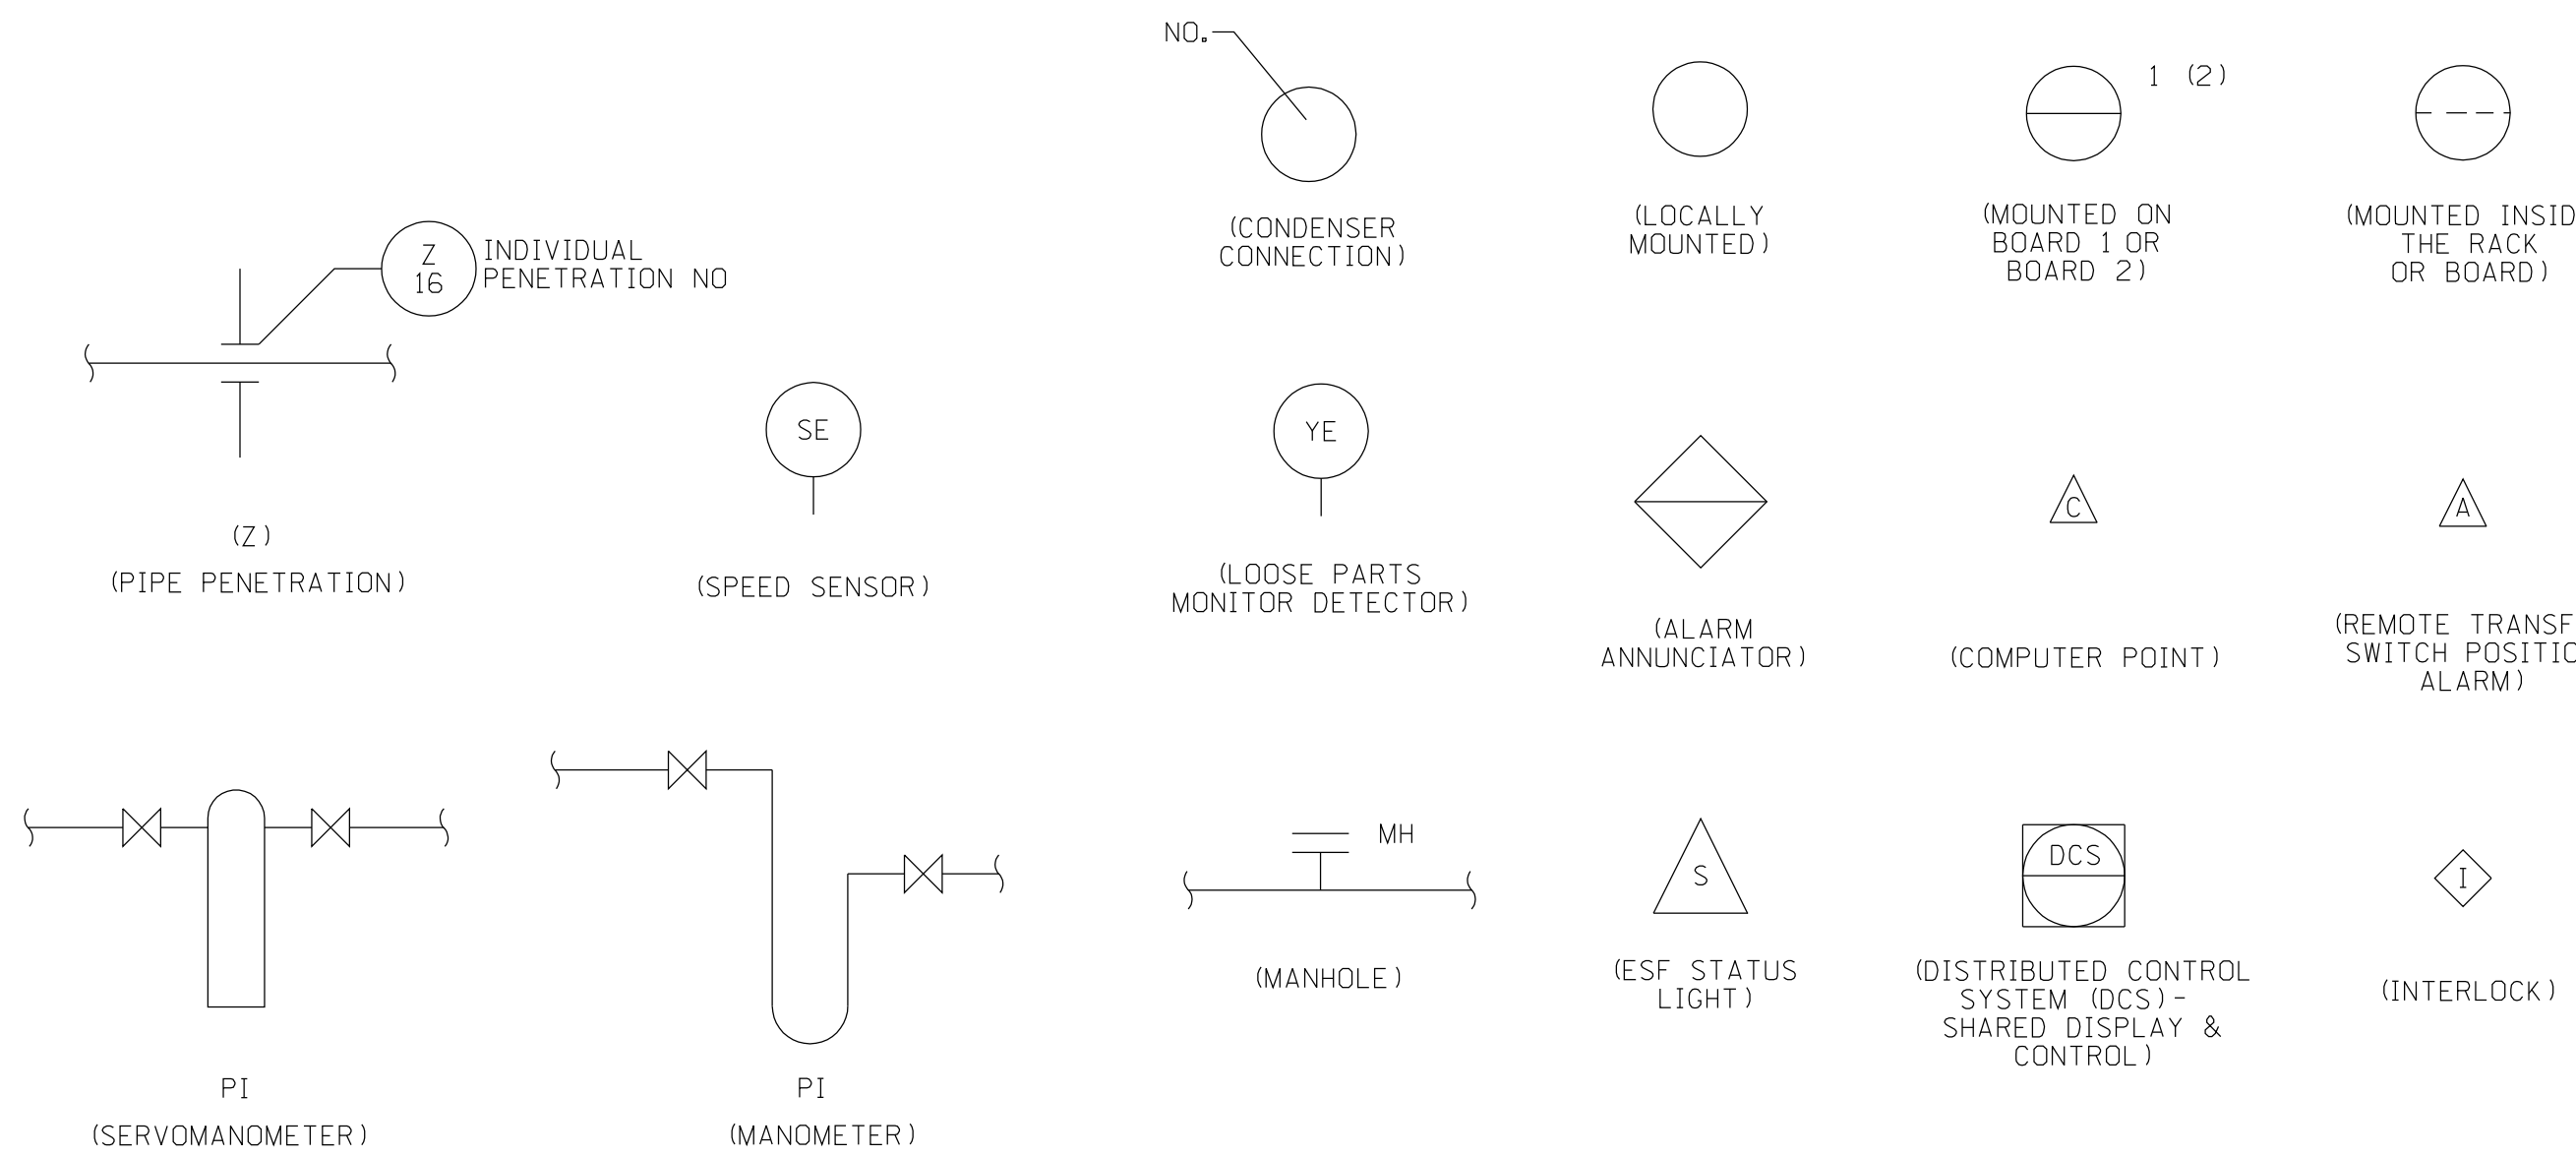 NO.
(CONDENSER
CONNECTION)
(LOCALLY
MOUNTED)
1 (2)
(MOUNTED ON
BOARD 1 OR
BOARD 2)
(MOUNTED INSID
THE RACK
OR BOARD)
Z
16
INDIVIDUAL
PENETRATION NO
(Z)
(PIPE PENETRATION)
SE
(SPEED SENSOR)
YE
(LOOSE PARTS
MONITOR DETECTOR)
(ALARM
ANNUNCIATOR)
C
(COMPUTER POINT)
A
(REMOTE TRANSF
SWITCH POSITIO
ALARM)
PI
(SERVOMANOMETER)
PI
(MANOMETER)
MH
(MANHOLE)
S
(ESF STATUS
LIGHT)
DCS
(DISTRIBUTED CONTROL
SYSTEM (DCS)-
SHARED DISPLAY &
CONTROL)
I
(INTERLOCK)